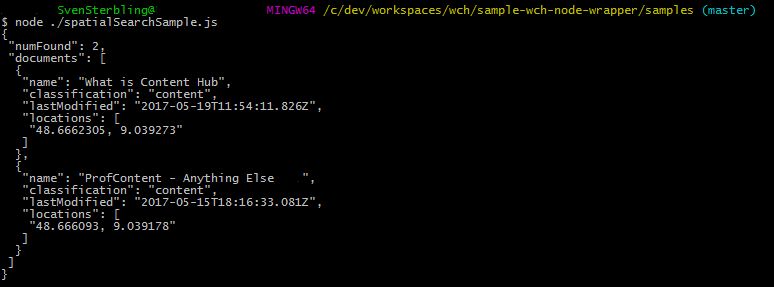 SvenSterbling@ MINGW64 /c/dev/workspaces/wch/sample-wch-node-wrapper/samples (master)
$ node ./spatialSearchSample.js
{
 "numFound": 2,
 "documents": [
  {
   "name": "What is Content Hub",
   "classification": "content",
   "lastModified": "2017-05-19T11:54:11.826Z",
   "locations": [
    "48.6662305, 9.039273"
   ]
  },
  {
   "name": "ProfContent - Anything Else    ",
   "classification": "content",
   "lastModified": "2017-05-15T18:16:33.081Z",
   "locations": [
    "48.666093, 9.039178"
   ]
  }
 ]
}